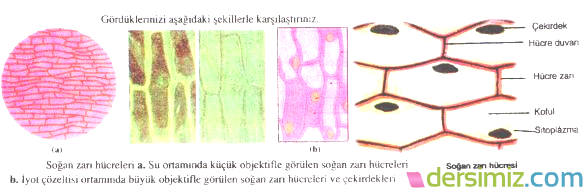 Gördüklerinizi aşağıdaki şekillerle karşılaştırınız.
Çekirdek
Hücre duvarı
Hücre zarı
Koful
Sitoplazma
(a)
(b)
Soğan zarı hücresi
Soğan zarı hücreleri a. Su ortamında küçük objektifle görülen soğan zarı hücreleri
b. İyot çözeltisi ortamında büyük objektifle görülen soğan zarı hücreleri ve çekirdekleri
dersimiz.com